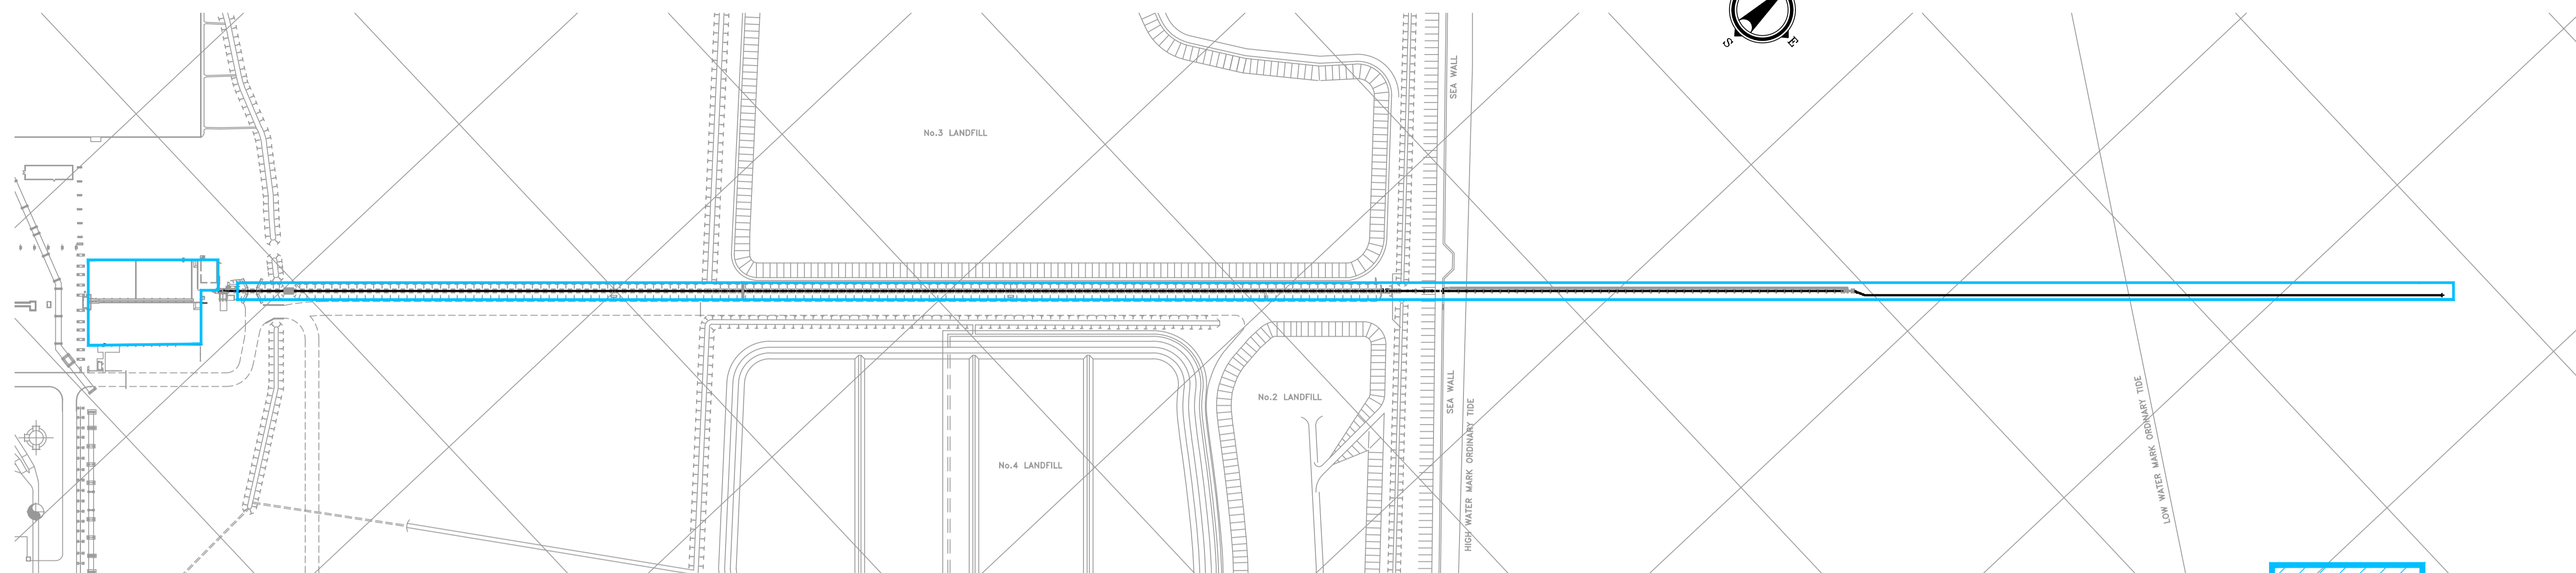 S
E
SEA WALL
No.3 LANDFILL
LOW WATER MARK ORDINARY TIDE
SEA WALL
No.2 LANDFILL
HIGH WATER MARK ORDINARY TIDE
No.4 LANDFILL